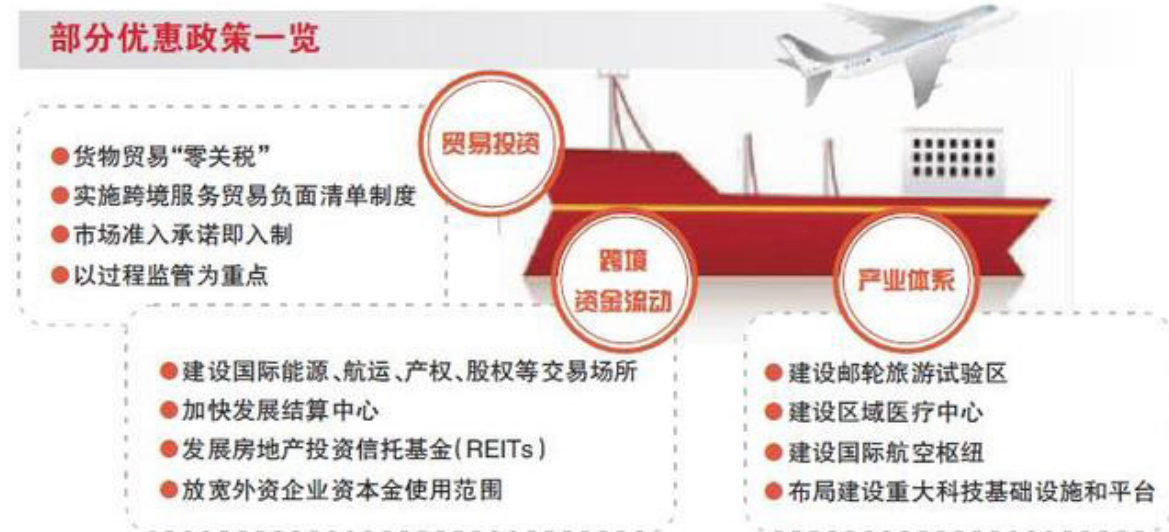 部分优惠政策一览
贸易投资
●货物贸易“零关税”
●实施跨境服务贸易负面清单制度
●市场准入承诺即入制
●以过程监管为重点
跨境
资金流动
●建设国际能源、航运、产权、股权等交易场所
●加快发展结算中心
●发展房地产投资信托基金(REITs)
●放宽外资企业资本金使用范围
产业体系
●建设邮轮旅游试验区
●建设区域医疗中心
●建设国际航空枢纽
●布局建设重大科技基础设施和平台